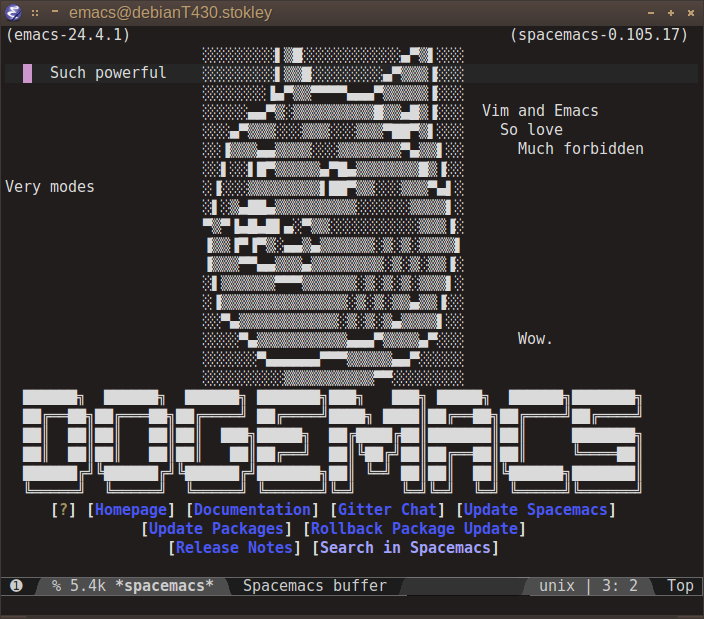 emacs@debianT430.stokley
(emacs-24.4.1) (spacemacs-0.105.17)
Such powerful
Vim and Emacs
So love
Much forbidden
Very modes
Wow.
DOGEMACS
[?] [Homepage] [Documentation] [Gitter Chat] [Update Spacemacs]
[Update Packages] [Rollback Package Update]
[Release Notes] [Search in Spacemacs]
❶ % 5.4k *spacemacs* Spacemacs buffer unix | 3: 2 Top